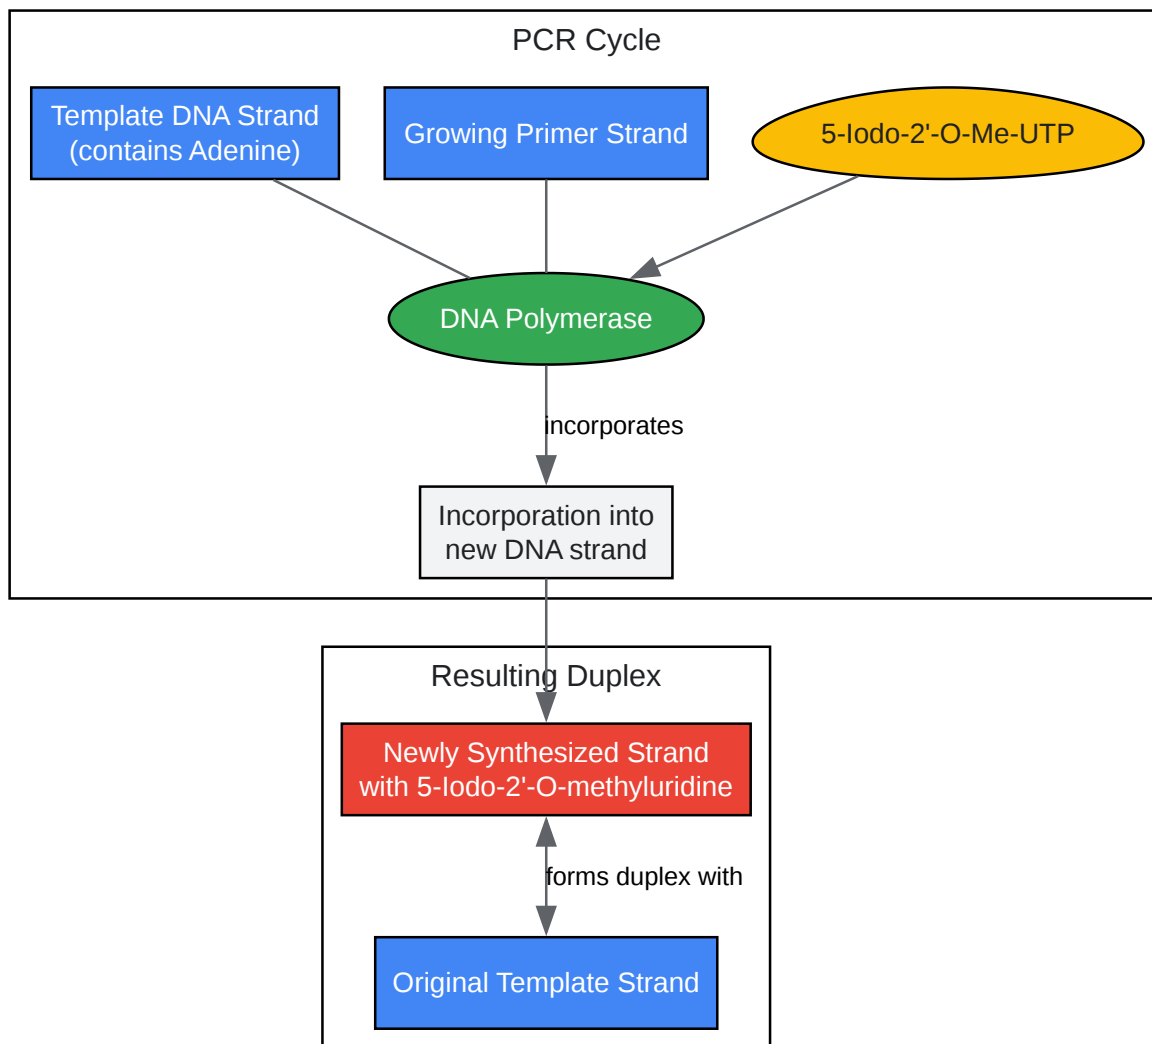 PCR Cycle
Template DNA Strand
(contains Adenine)
Growing Primer Strand
5-Iodo-2'-O-Me-UTP
DNA Polymerase
incorporates
Incorporation into
new DNA strand
Resulting Duplex
Newly Synthesized Strand
with 5-Iodo-2'-O-methyluridine
forms duplex with
Original Template Strand